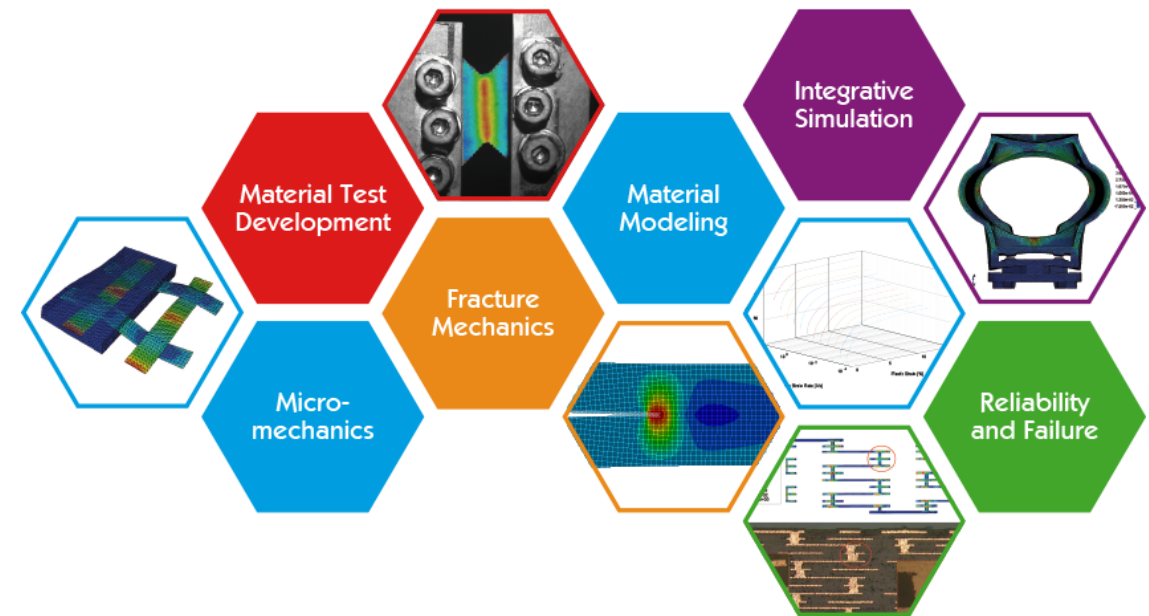 Integrative
Simulation
Material Test
Development
Material
Modeling
Fracture
Mechanics
Micro-
mechanics
Reliability
and Failure